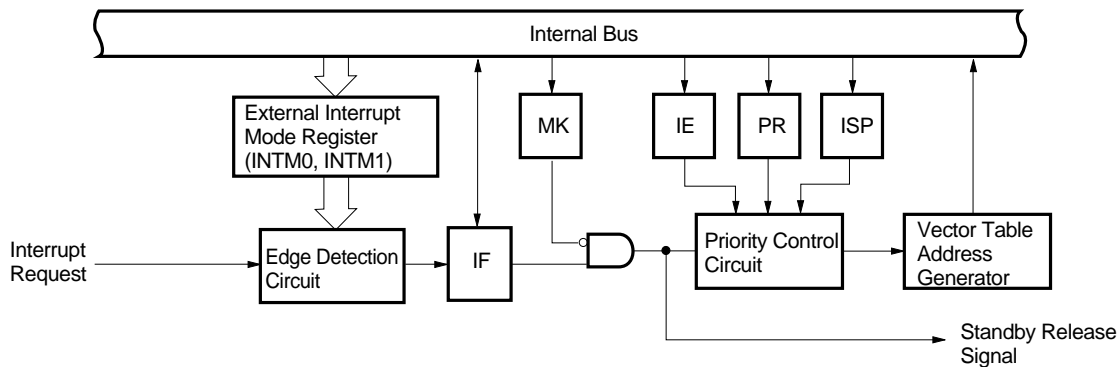 Internal Bus
External Interrupt
Mode Register
(INTM0, INTM1)
MK
IE
PR
ISP
Interrupt
Request
Edge Detection
Circuit
IF
Priority Control
Circuit
Vector Table
Address
Generator
Standby Release
Signal